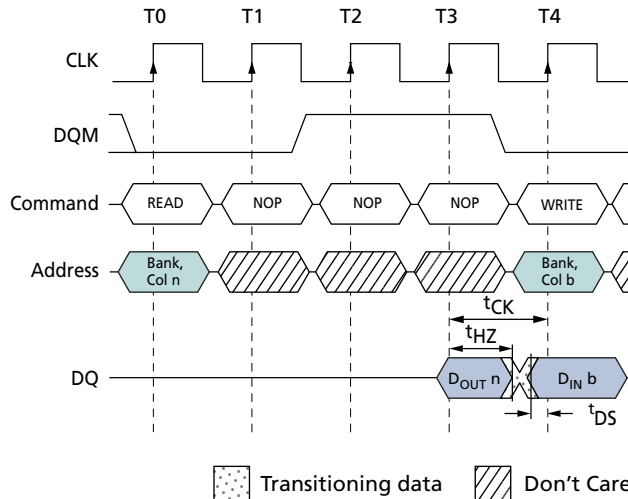 T0 T1 T2 T3 T4
CLK
DQM
Command READ NOP NOP NOP WRITE
Address Bank, Col n Bank, Col b
tCK
tHZ
DQ DOUT n DIN b
tDS
Transitioning data Don't Care